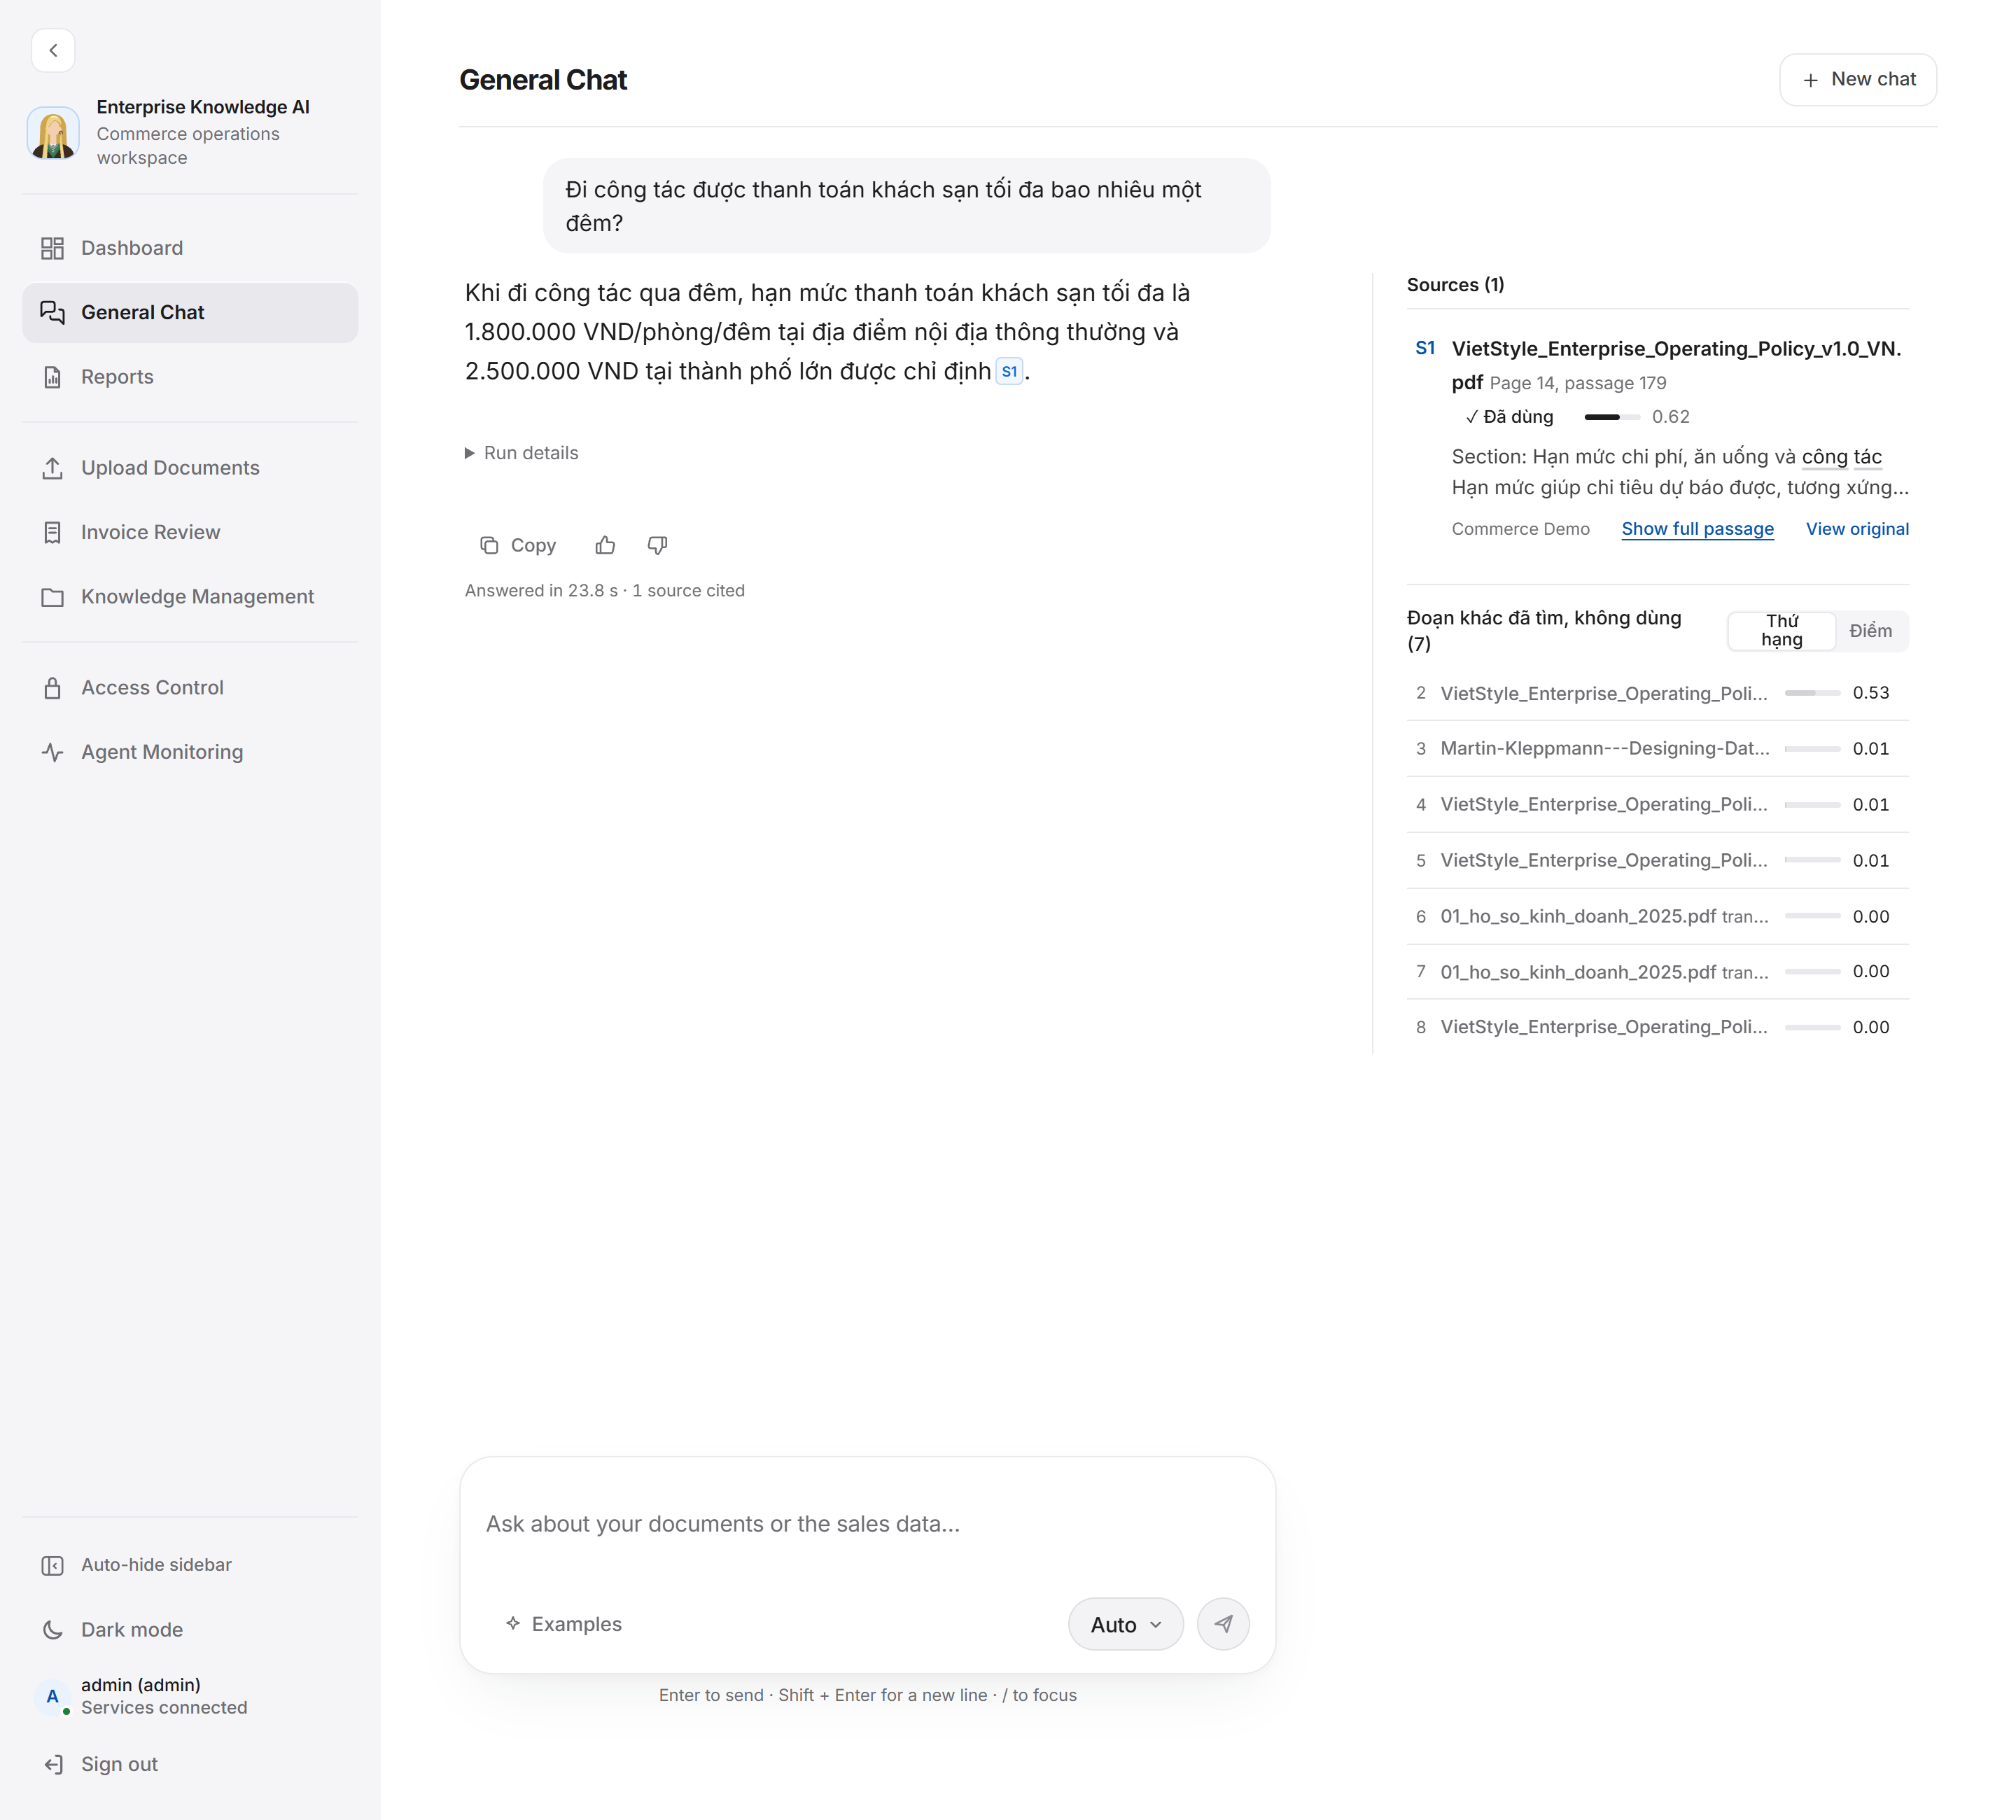 Enterprise Knowledge AI
Commerce operations
workspace
Dashboard
General Chat
Reports
Upload Documents
Invoice Review
Knowledge Management
Access Control
Agent Monitoring
Auto-hide sidebar
Dark mode
A
admin (admin)
Services connected
Sign out
General Chat
New chat
Đi công tác được thanh toán khách sạn tối đa bao nhiêu một
đêm?
Khi đi công tác qua đêm, hạn mức thanh toán khách sạn tối đa là
1.800.000 VND/phòng/đêm tại địa điểm nội địa thông thường và
2.500.000 VND tại thành phố lớn được chỉ định S1.
Run details
Copy
Answered in 23.8 s · 1 source cited
Sources (1)
S1 VietStyle_Enterprise_Operating_Policy_v1.0_VN.
pdf Page 14, passage 179
✓ Đã dùng 0.62
Section: Hạn mức chi phí, ăn uống và công tác
Hạn mức giúp chi tiêu dự báo được, tương xứng...
Commerce Demo Show full passage View original
Đoạn khác đã tìm, không dùng
(7)
Thứ
hạng
Điểm
2 VietStyle_Enterprise_Operating_Poli... 0.53
3 Martin-Kleppmann---Designing-Dat... 0.01
4 VietStyle_Enterprise_Operating_Poli... 0.01
5 VietStyle_Enterprise_Operating_Poli... 0.01
6 01_ho_so_kinh_doanh_2025.pdf tran... 0.00
7 01_ho_so_kinh_doanh_2025.pdf tran... 0.00
8 VietStyle_Enterprise_Operating_Poli... 0.00
Ask about your documents or the sales data...
Examples
Auto
Enter to send · Shift + Enter for a new line · / to focus